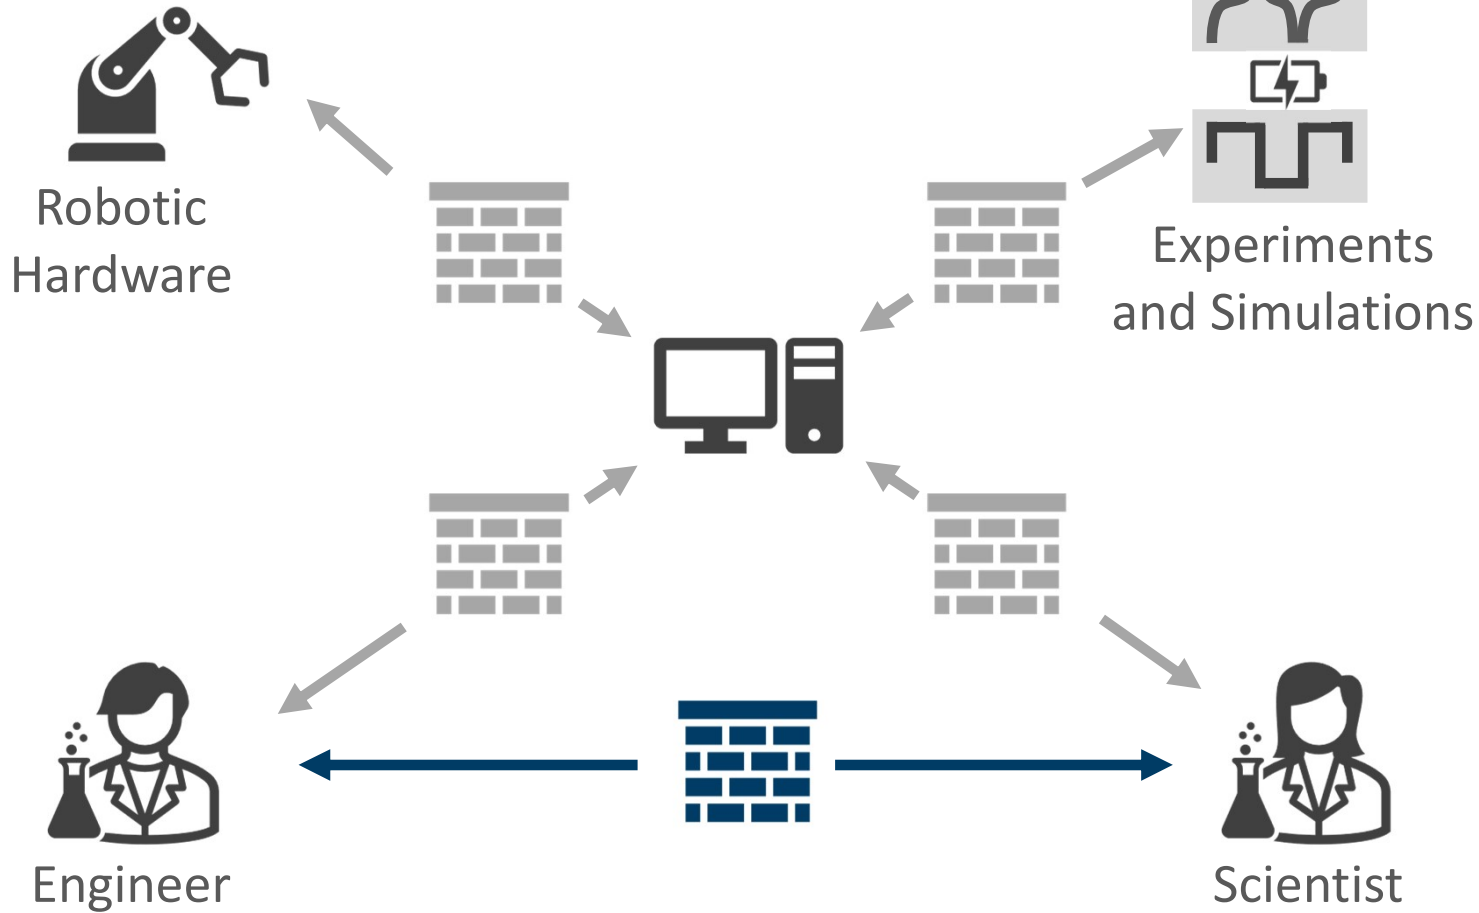 Robotic
Hardware
Experiments
and Simulations
Engineer
Scientist